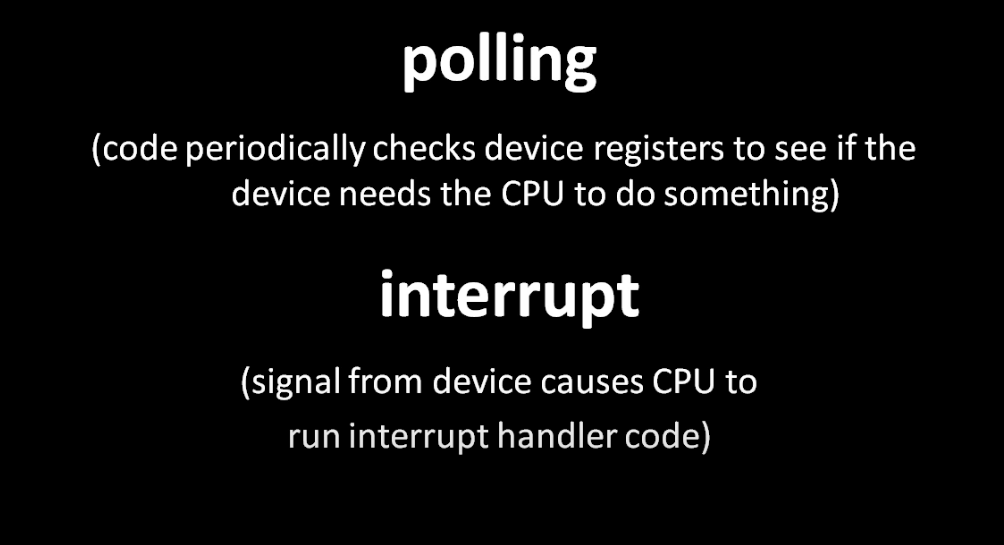 polling
(code periodically checks device registers to see if the
device needs the CPU to do something)
interrupt
(signal from device causes CPU to
run interrupt handler code)